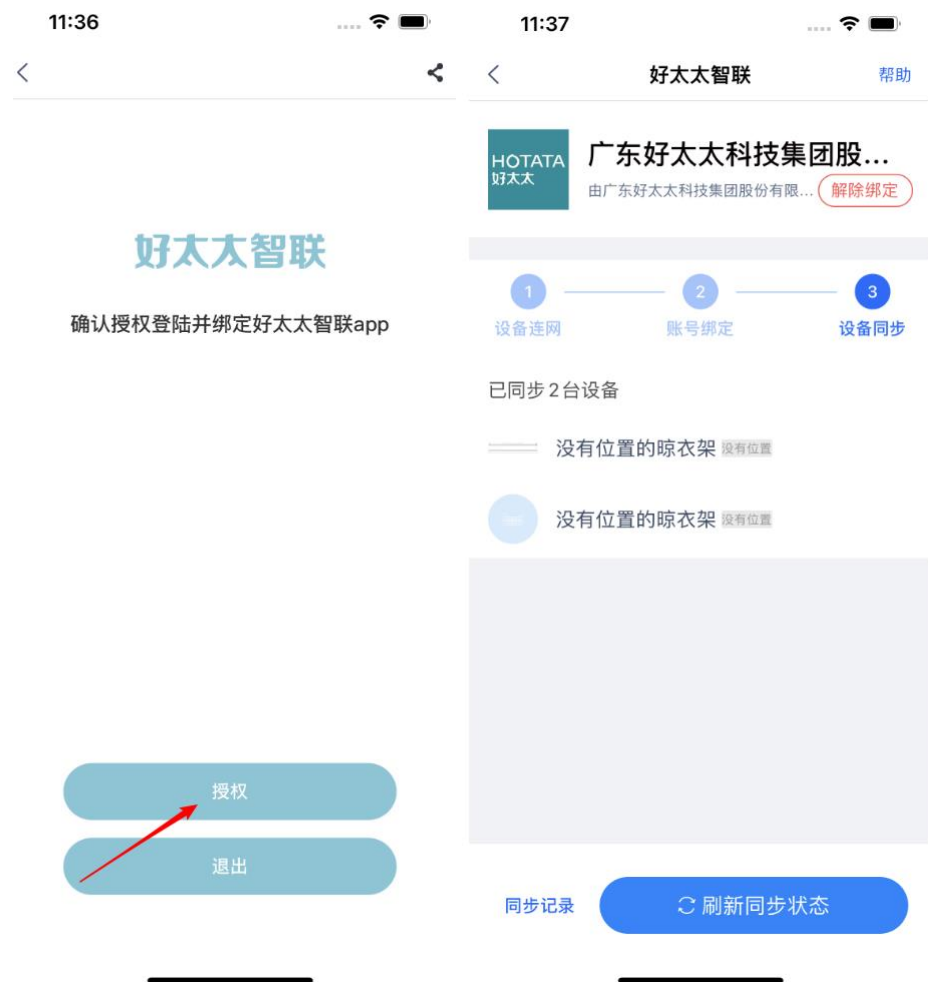 11:36
好太太智联
确认授权登陆并绑定好太太智联app
授权
退出
11:37
好太太智联
帮助
HOTATA
好太太
广东好太太科技集团股...
由广东好太太科技集团股份有限...
解除绑定
1
2
3
设备连网
账号绑定
设备同步
已同步2台设备
没有位置的晾衣架 没有位置
没有位置的晾衣架 没有位置
同步记录
刷新同步状态